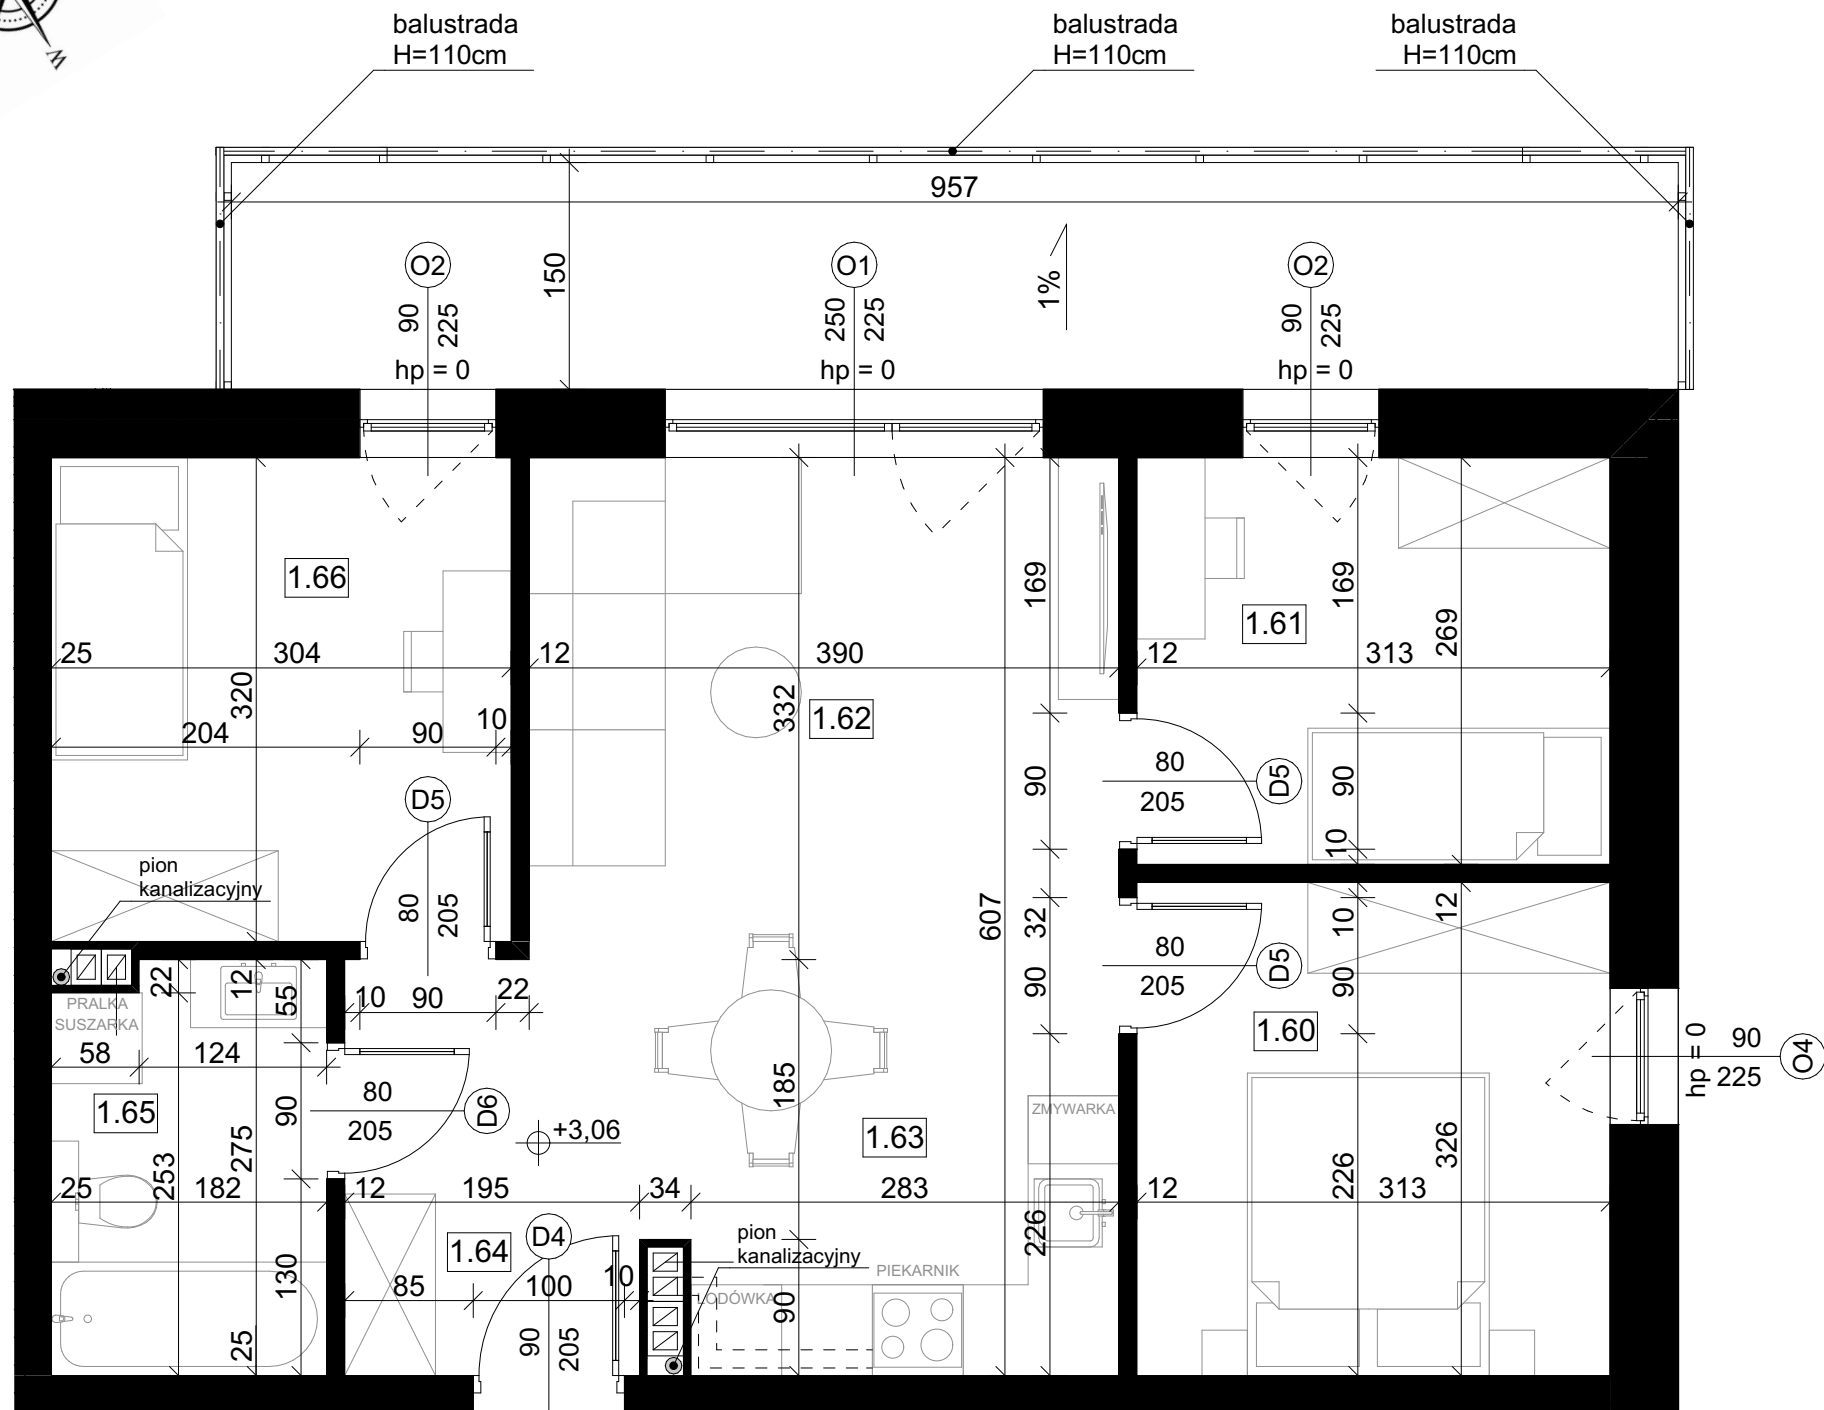 W
balustrada
H=110cm
balustrada
H=110cm
balustrada
H=110cm
957
150
1%
O2
90
225
hp = 0
O1
250
225
hp = 0
O2
90
225
hp = 0
1.66
25
304
320
204
90
10
D5
80
205
pion
kanalizacyjny
12
390
332
1.62
169
607
90
32
90
226
12
313
169
269
1.61
90
10
80
205
D5
80
205
D5
12
10
90
1.60
226
326
12
313
hp = 0
90
225
O4
PRALKA
SUSZARKA
22
12
55
58
124
10
90
22
1.65
90
275
253
80
205
D6
25
182
130
25
+3,06
12
195
34
283
185
1.63
ZMYWARKA
1.64
D4
85
100
10
90
205
pion
kanalizacyjny
LODÓWKA
90
PIEKARNIK